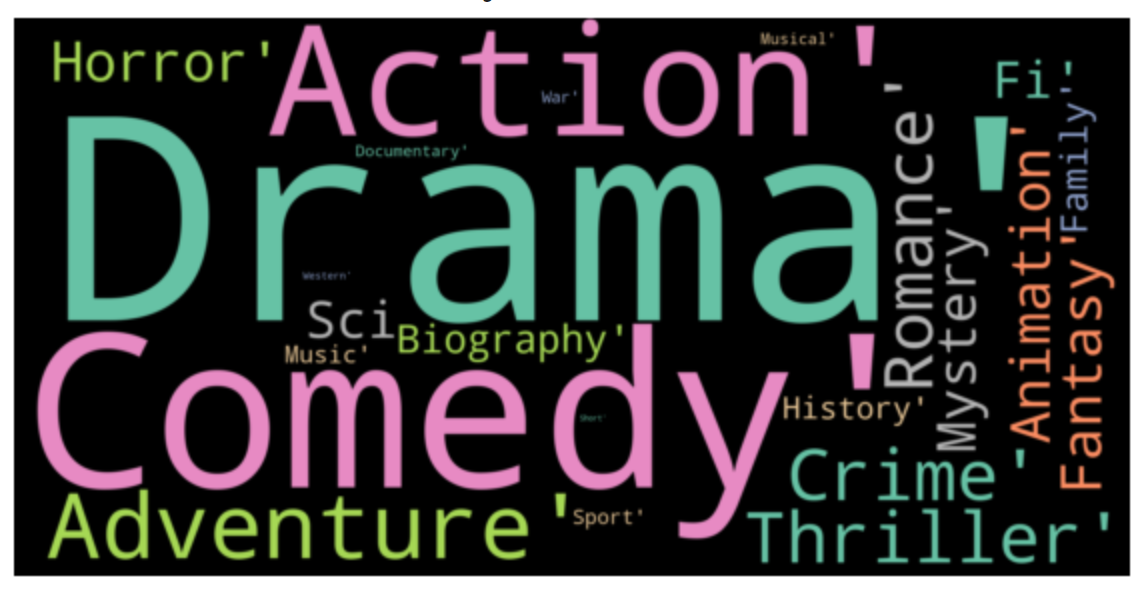 Horror'
Action'
Musical'
War'
Documentary'
Drama'
Western'
Sci
Biography'
Music'
Comedy'
Short'
History'
Adventure'
Sport'
Crime'
Thriller'
Romance'
Mystery'
Fi'
Animation'
Family'
Fantasy'